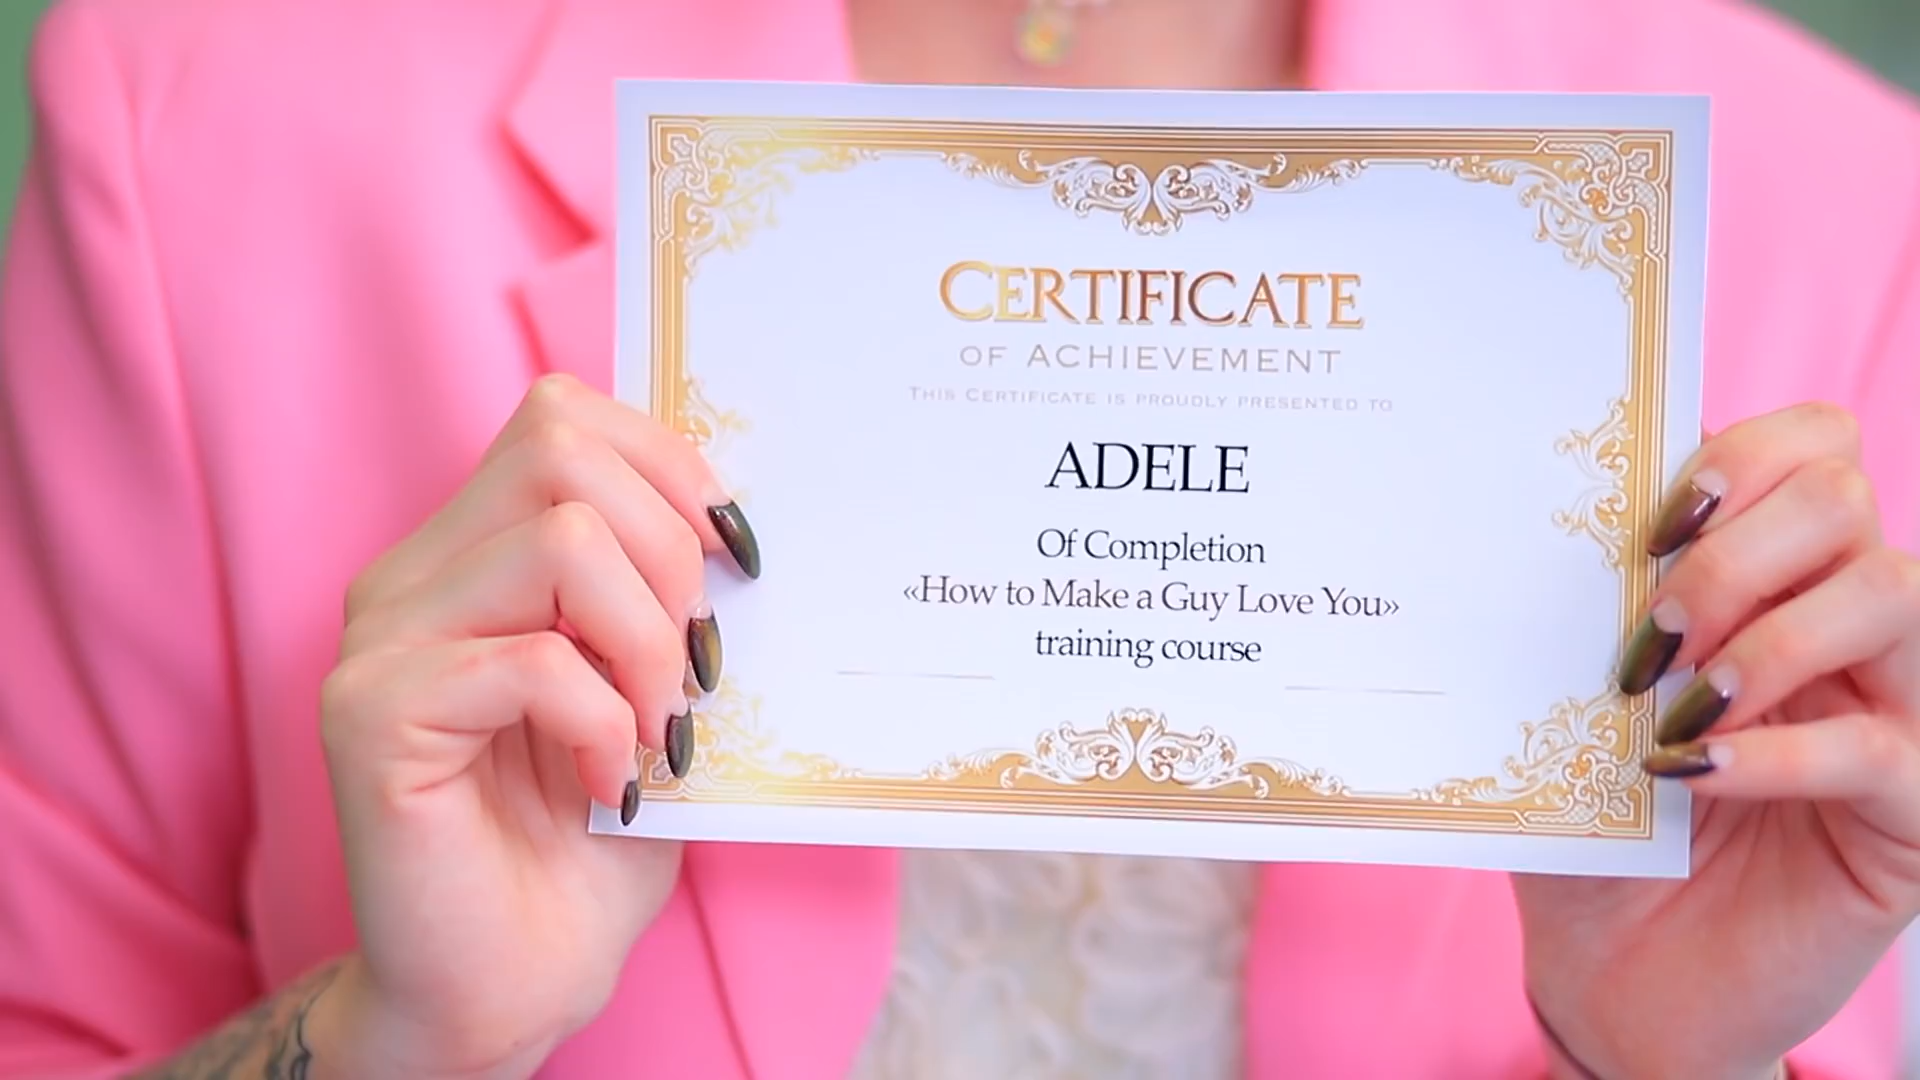 CERTIFICATE
OF ACHIEVEMENT
THIS CERTIFICATE IS PROUDLY PRESENTED TO
ADELE
Of Completion
«How to Make a Guy Love You»
training course